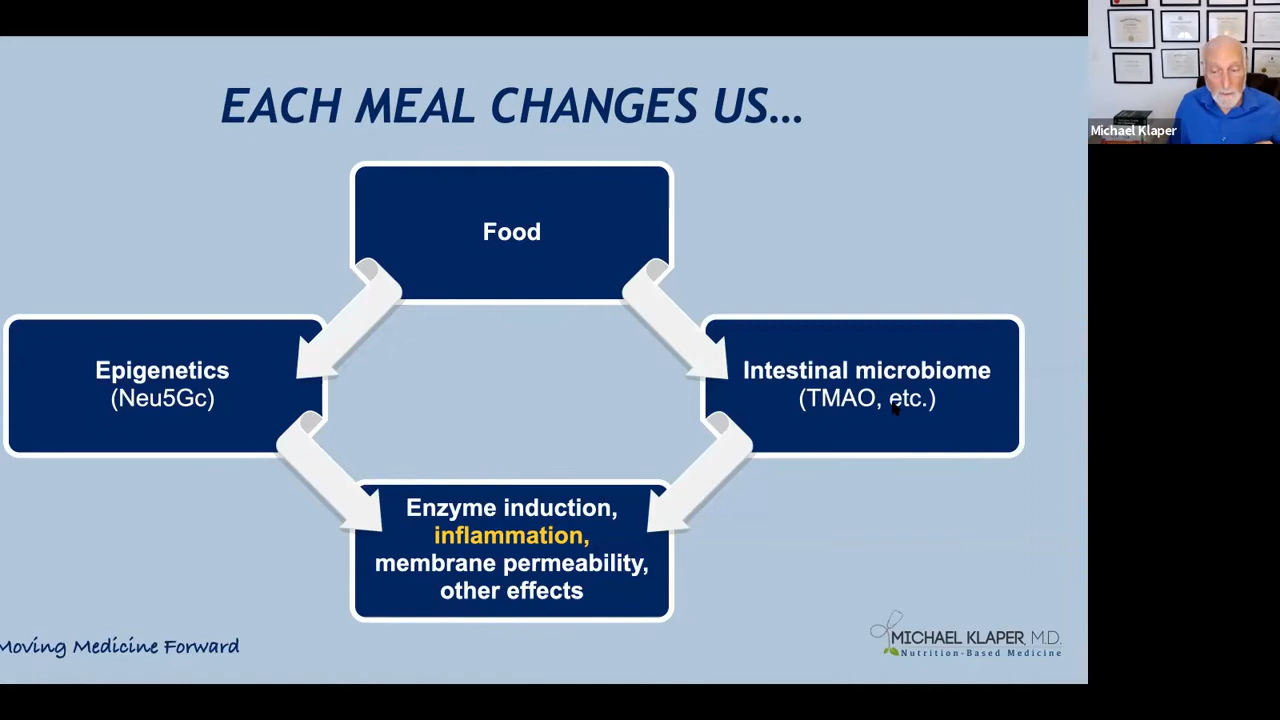 EACH MEAL CHANGES US...
Michael Klaper
Food
Epigenetics
(Neu5Gc)
Intestinal microbiome
(TMAO, etc.)
Enzyme induction,
inflammation,
membrane permeability,
other effects
Moving Medicine Forward
MICHAEL KLAPER, M.D.
Nutrition-Based Medicine